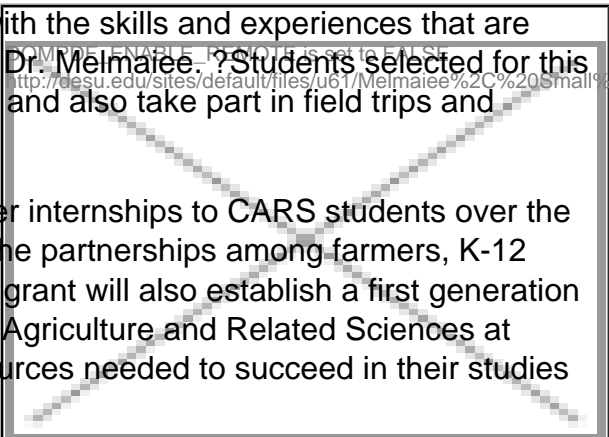 with the skills and experiences that are
DOMPDF_ENABLE_REMOTE is set to FALSE
Dr. Melmaiee. ?Students selected for this
http://desu.edu/sites/default/files/u61/Melmaiee%2C%20Small%
and also take part in field trips and
er internships to CARS students over the
he partnerships among farmers, K-12
grant will also establish a first generation
Agriculture and Related Sciences at
urces needed to succeed in their studies